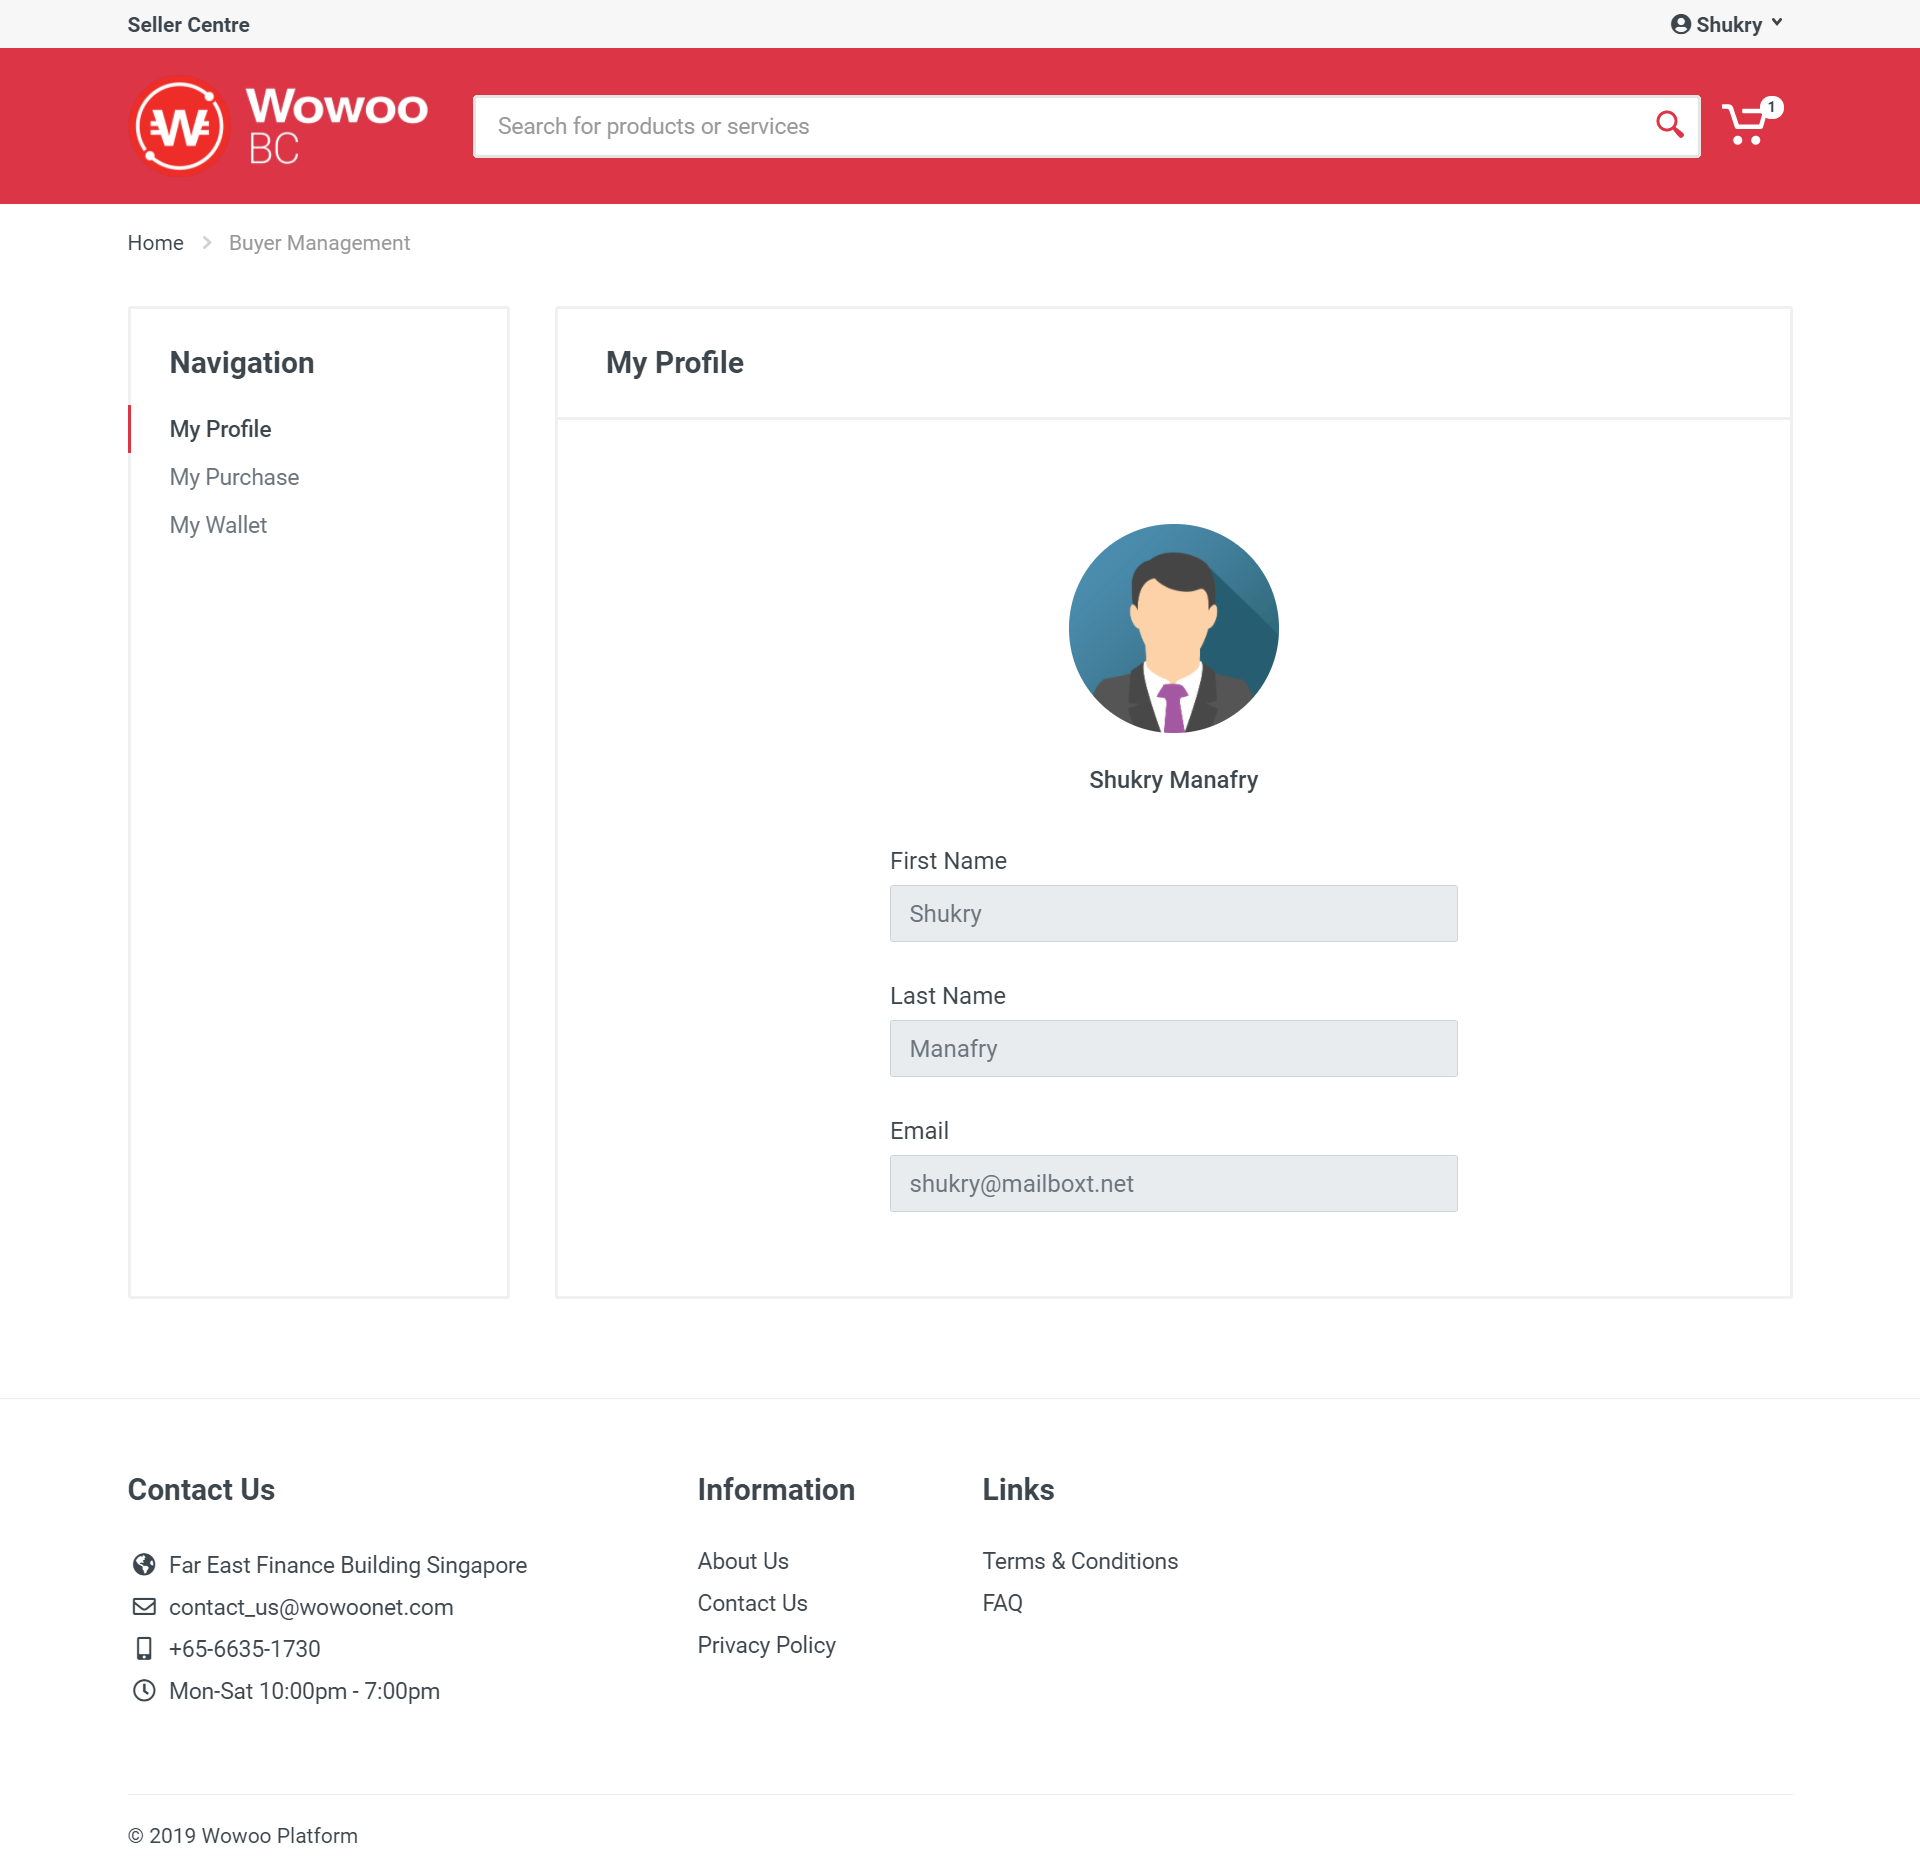 Seller Centre
Shukry
Wowoo
BC
Search for products or services
1
Home
Buyer Management
Navigation
My Profile
My Purchase
My Wallet
My Profile
Shukry Manafry
First Name
Shukry
Last Name
Manafry
Email
shukry@mailboxt.net
Contact Us
Far East Finance Building Singapore
contact_us@wowoonet.com
+65-6635-1730
Mon-Sat 10:00pm - 7:00pm
Information
About Us
Contact Us
Privacy Policy
Links
Terms & Conditions
FAQ
© 2019 Wowoo Platform